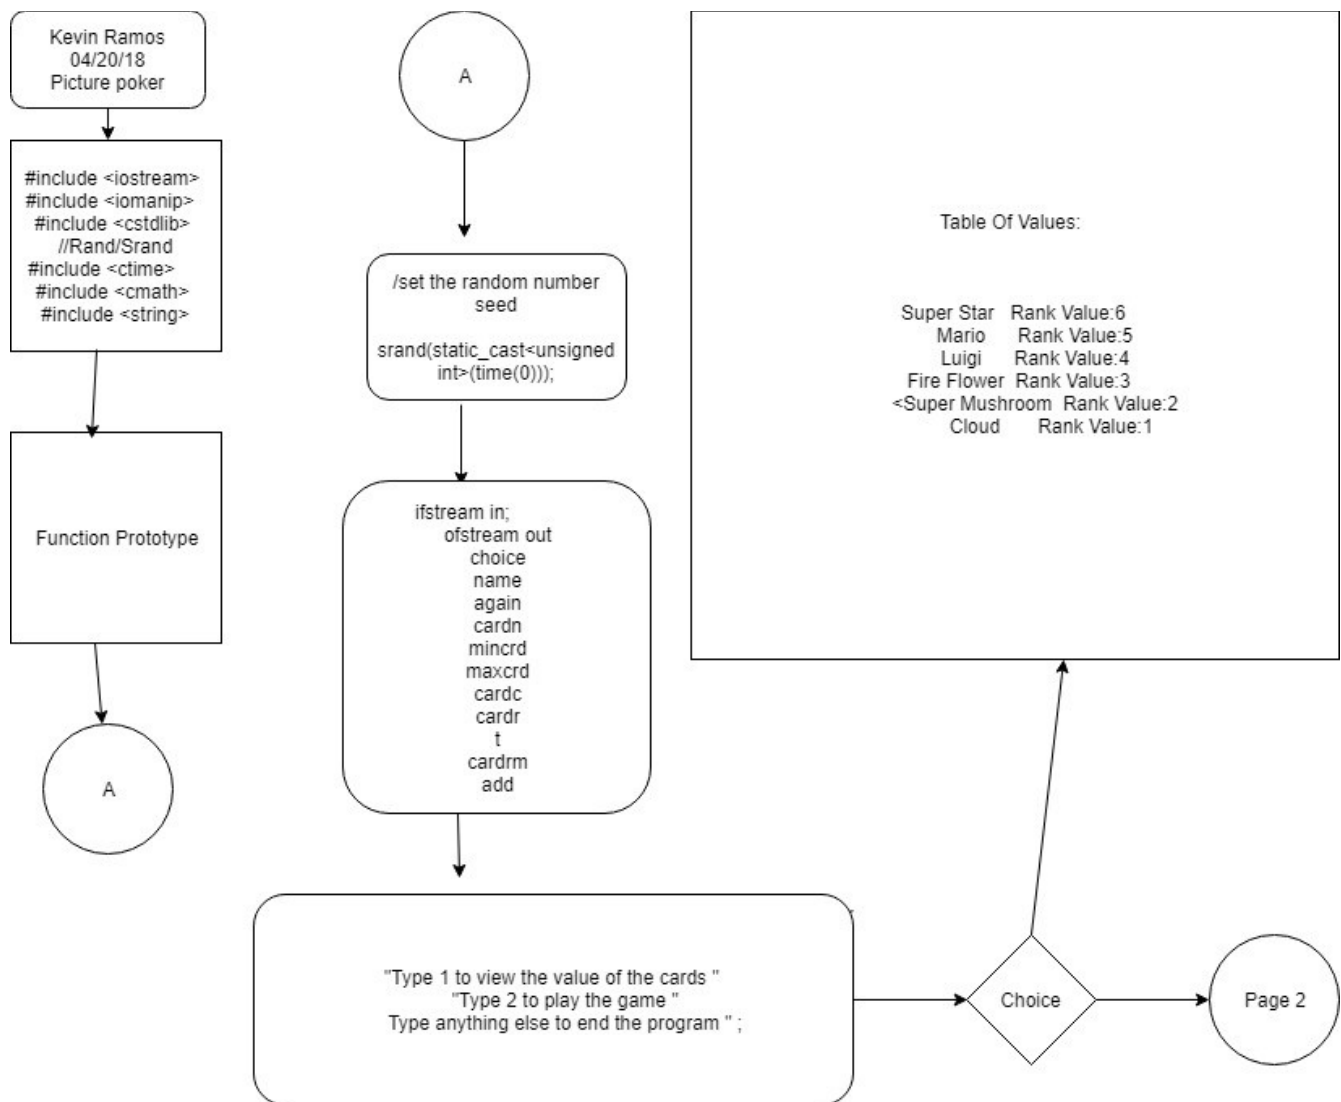 Kevin Ramos
04/20/18
Picture poker
#include <iostream>
#include <iomanip>
#include <cstdlib>
//Rand/Srand
#include <ctime>
#include <cmath>
#include <string>
Function Prototype
A
A
/set the random number
seed
srand(static_cast<unsigned
int>(time(0)));
ifstream in;
ofstream out
choice
name
again
cardn
mincrd
maxcrd
cardc
cardr
t
cardrm
add
"Type 1 to view the value of the cards "
"Type 2 to play the game "
Type anything else to end the program " ;
Choice
Page 2
Table Of Values:
Super Star Rank Value:6
Mario Rank Value:5
Luigi Rank Value:4
Fire Flower Rank Value:3
<Super Mushroom Rank Value:2
Cloud Rank Value:1